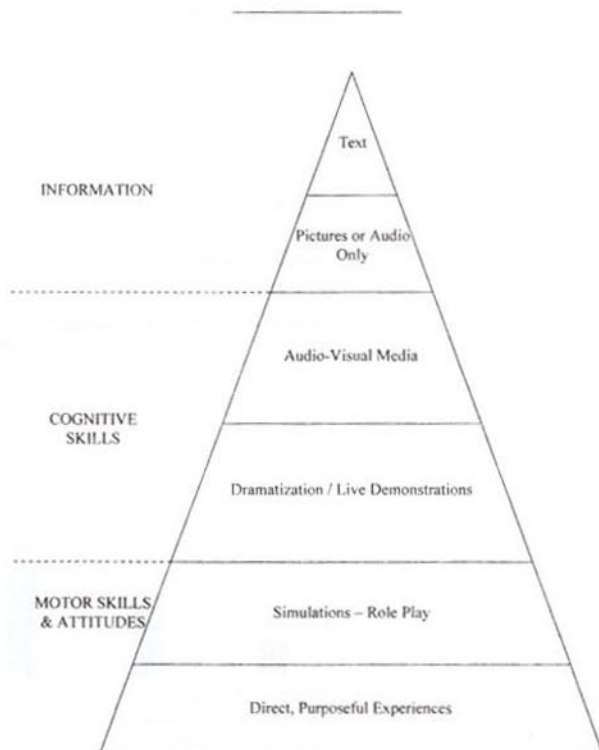 Text
INFORMATION
Pictures or Audio
Only
Audio-Visual Media
COGNITIVE
SKILLS
Dramatization / Live Demonstrations
MOTOR SKILLS
& ATTITUDES
Simulations – Role Play
Direct, Purposeful Experiences